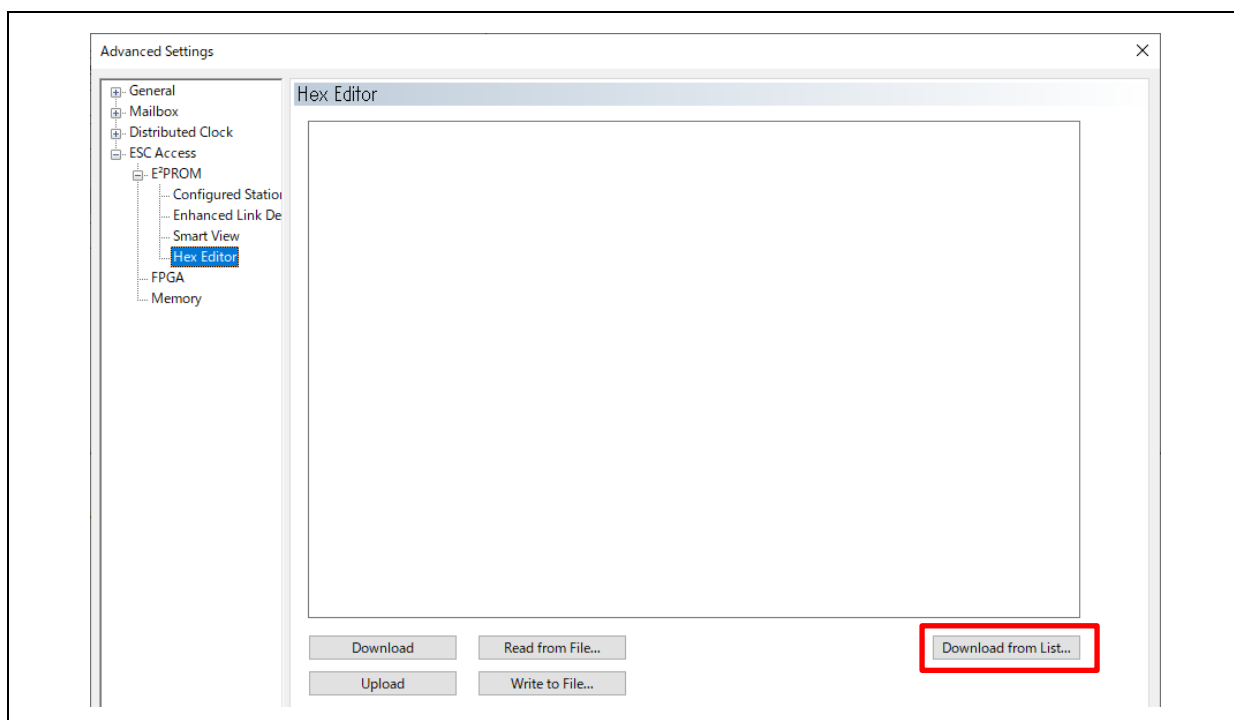 Advanced Settings
General
Mailbox
Distributed Clock
ESC Access
E²PROM
Configured Station
Enhanced Link De
Smart View
Hex Editor
FPGA
Memory
Hex Editor
Download
Read from File...
Download from List...
Upload
Write to File...